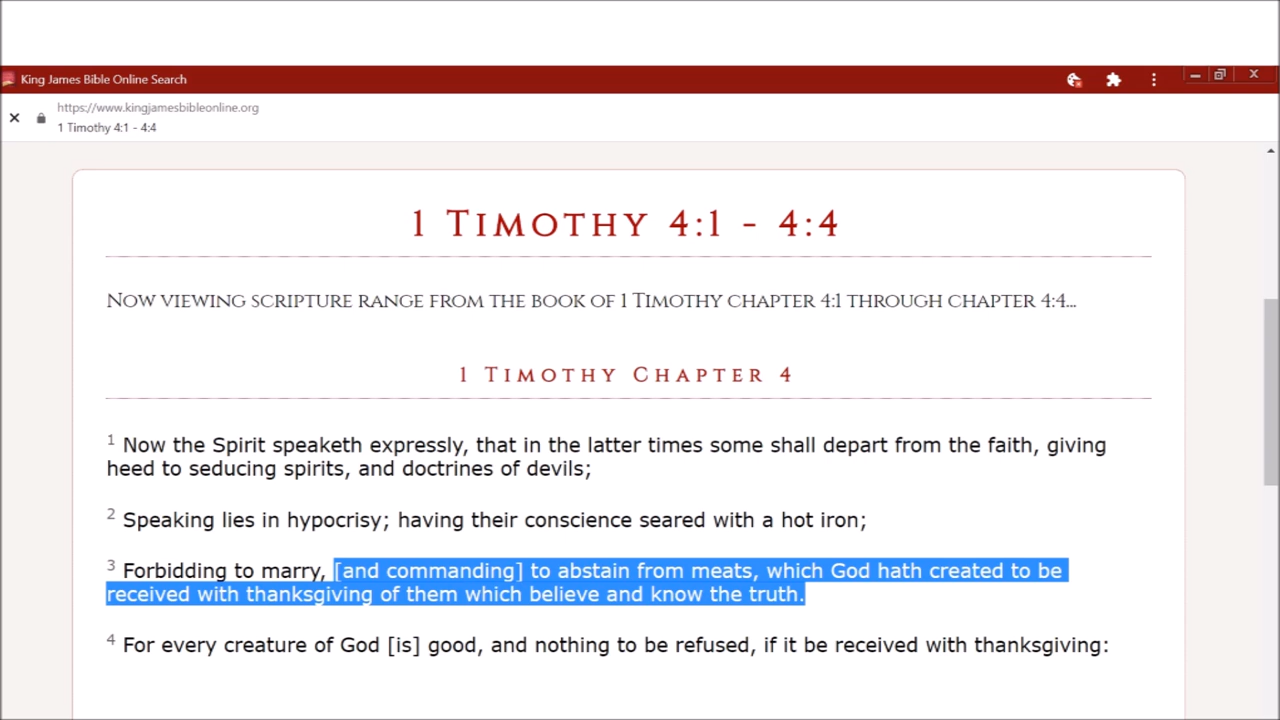 King James Bible Online Search
https://www.kingjamesbibleonline.org
1 Timothy 4:1 - 4:4
1 Timothy 4:1 - 4:4
Now viewing scripture range from the book of 1 Timothy chapter 4:1 through chapter 4:4...
1 Timothy Chapter 4
1 Now the Spirit speaketh expressly, that in the latter times some shall depart from the faith, giving
heed to seducing spirits, and doctrines of devils;
2 Speaking lies in hypocrisy; having their conscience seared with a hot iron;
3 Forbidding to marry, [and commanding] to abstain from meats, which God hath created to be
received with thanksgiving of them which believe and know the truth.
4 For every creature of God [is] good, and nothing to be refused, if it be received with thanksgiving: